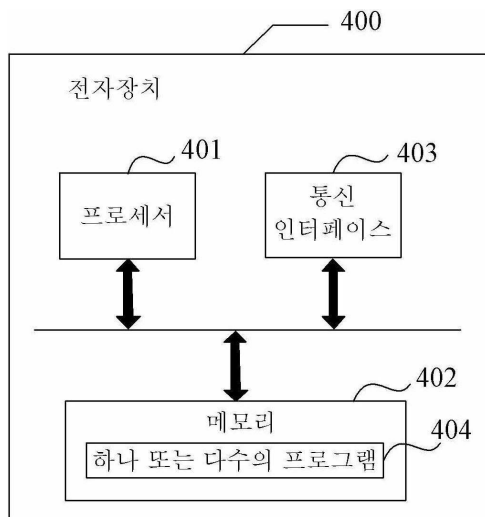 400
전자장치
401
403
프로세서
통신
인터페이스
402
메모리
404
하나 또는 다수의 프로그램